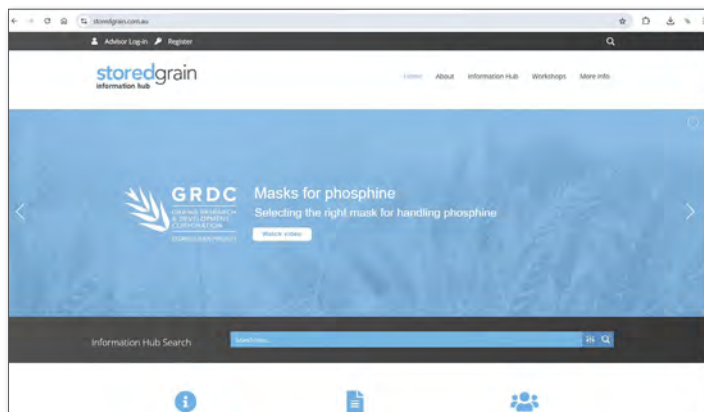 storedgrain.com.au
Advisor Log-in Register
storedgrain
information hub
Home About Information Hub Workshops More Info
GRDC
GRAINS RESEARCH
& DEVELOPMENT
CORPORATION
Masks for phosphine
Selecting the right mask for handling phosphine
Watch video
Information Hub Search